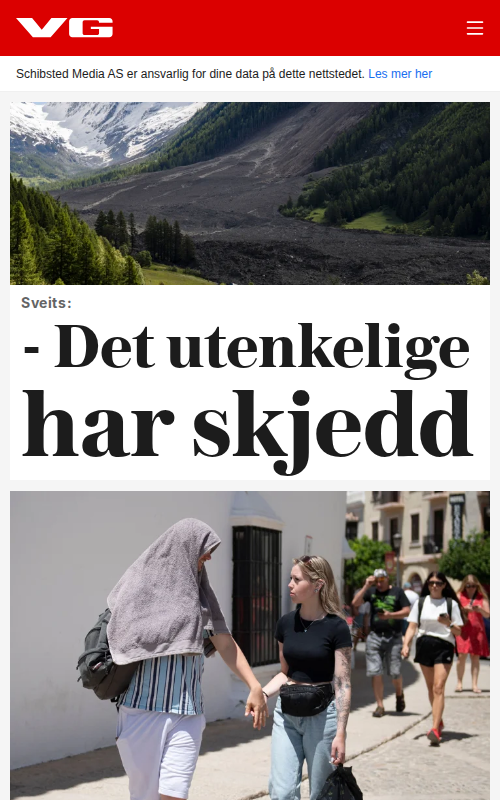 VG
Schibsted Media AS er ansvarlig for dine data på dette nettstedet. Les mer her
Sveits:
- Det utenkelige
har skjedd